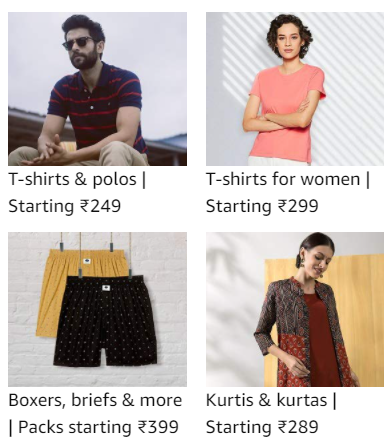 T-shirts & polos |
Starting ₹249
T-shirts for women |
Starting ₹299
Boxers, briefs & more
| Packs starting ₹399
Kurtis & kurtas |
Starting ₹289